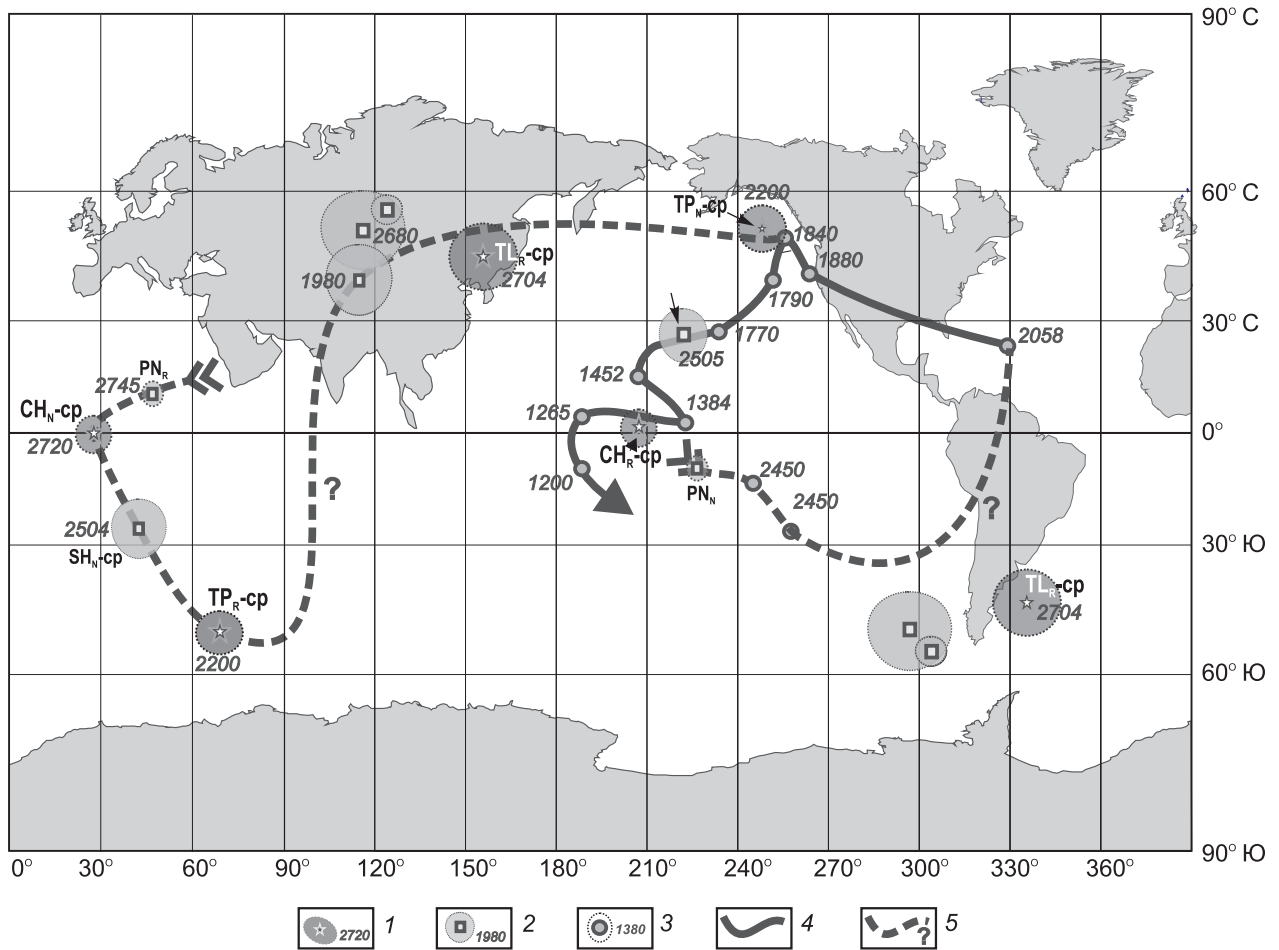 90° С
60° С
2200
TPN-cp
1840
2680
TLR-cp
1880
1980
2704
1790
30° С
1770
2058
2505
PNR
2745
1452
CHN-cp
1384
1265
2720
0°
CHR-cp
1200
2450
PNN
?
2450
?
2504
SHN-cp
30° Ю
TPR-cp
TLR-cp
2704
2200
60° Ю
90° Ю
0° 30° 60° 90° 120° 150° 180° 210° 240° 270° 300° 330° 360°
2720 1 1980 2 1380 3 4 ? 5